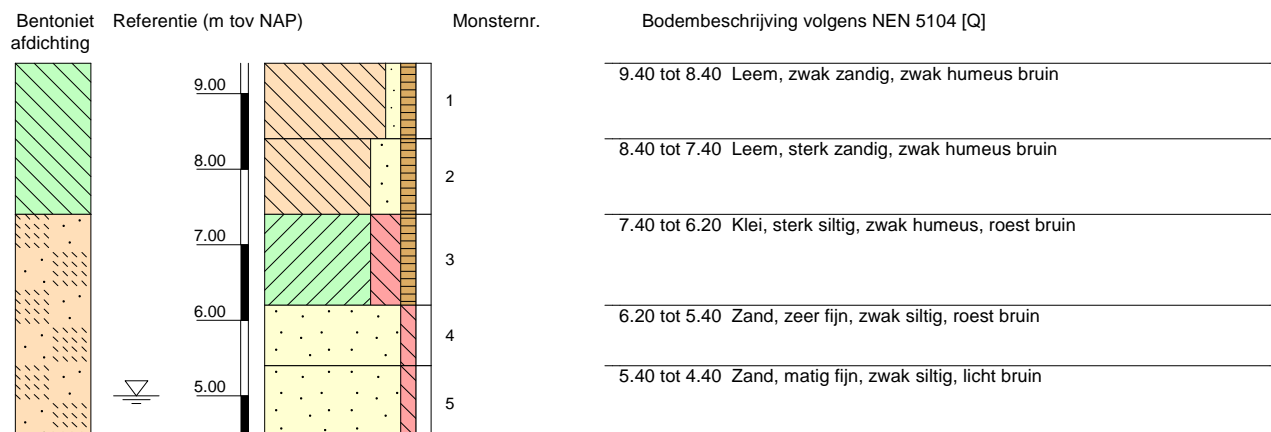 Bentoniet afdichting
Referentie (m tov NAP)
Monsternr.
Bodembeschrijving volgens NEN 5104 [Q]
9.00
1
9.40 tot 8.40 Leem, zwak zandig, zwak humeus bruin
8.00
2
8.40 tot 7.40 Leem, sterk zandig, zwak humeus bruin
7.00
3
7.40 tot 6.20 Klei, sterk siltig, zwak humeus, roest bruin
6.00
4
6.20 tot 5.40 Zand, zeer fijn, zwak siltig, roest bruin
5.00
5
5.40 tot 4.40 Zand, matig fijn, zwak siltig, licht bruin